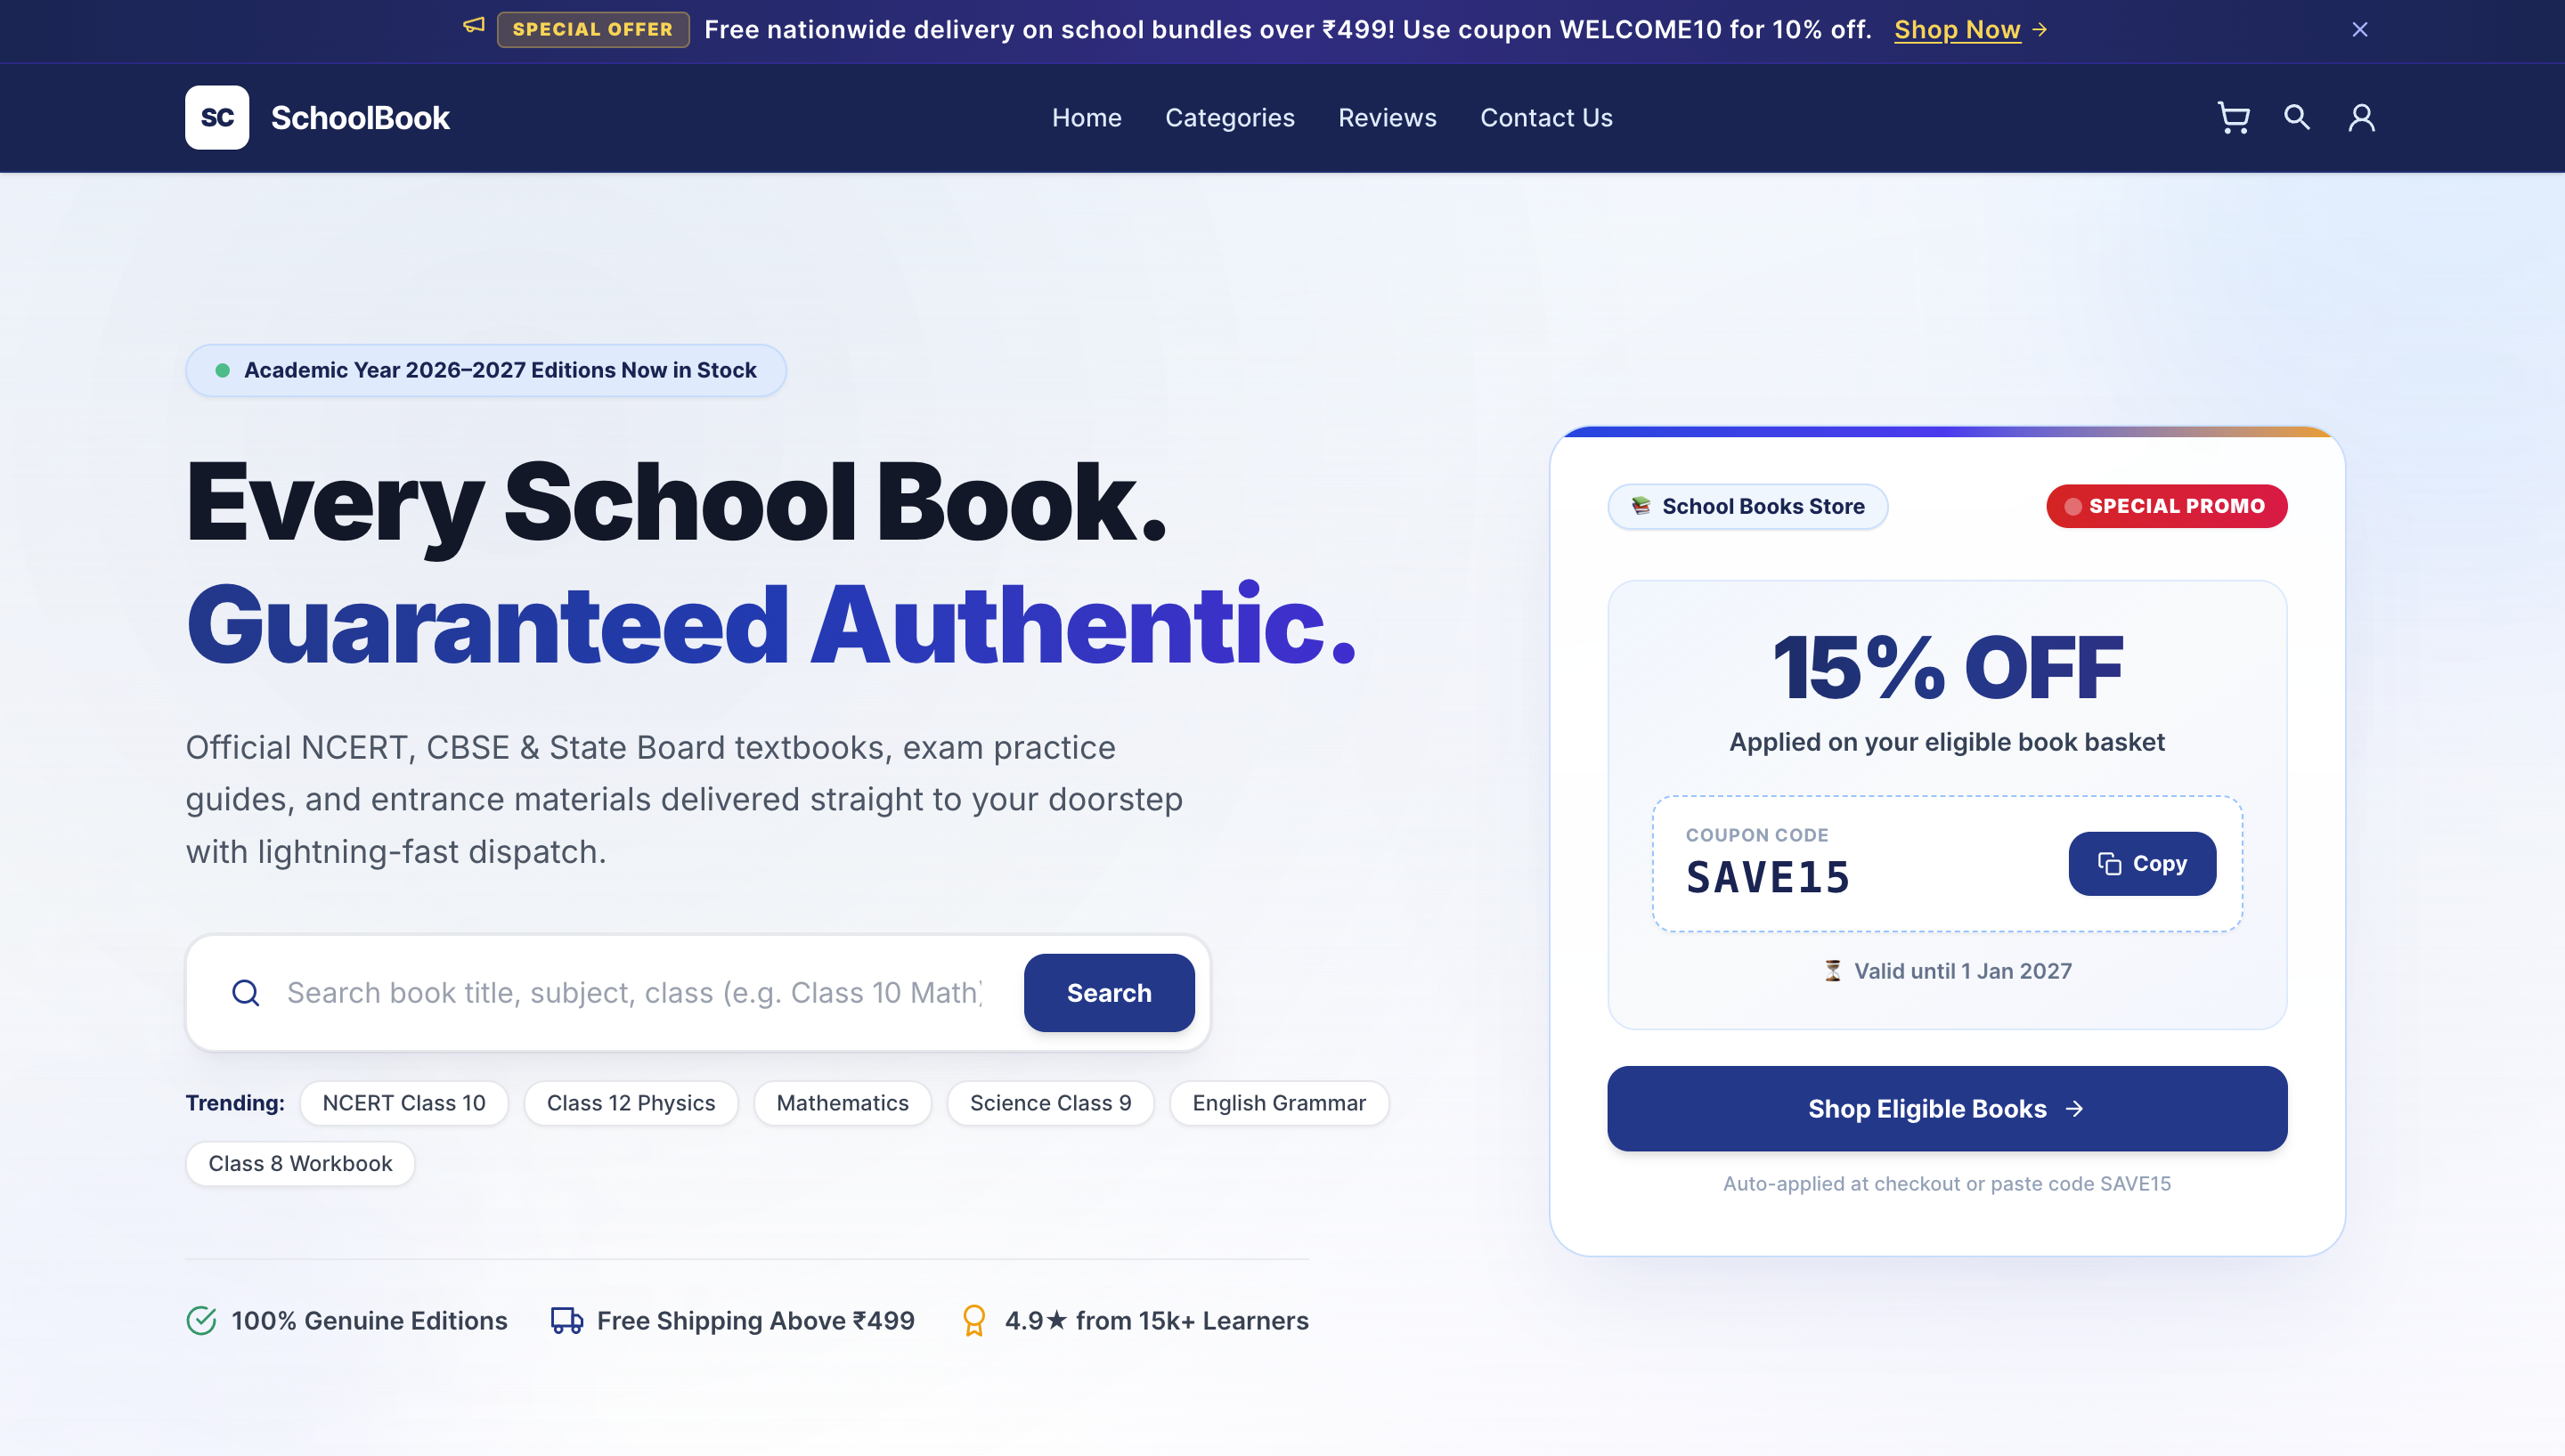 SPECIAL OFFER Free nationwide delivery on school bundles over ₹499! Use coupon WELCOME10 for 10% off. Shop Now →
SC SchoolBook Home Categories Reviews Contact Us
Academic Year 2026–2027 Editions Now in Stock
Every School Book.
Guaranteed Authentic.
Official NCERT, CBSE & State Board textbooks, exam practice
guides, and entrance materials delivered straight to your doorstep
with lightning-fast dispatch.
Search book title, subject, class (e.g. Class 10 Math)
Search
Trending: NCERT Class 10 Class 12 Physics Mathematics Science Class 9 English Grammar
Class 8 Workbook
100% Genuine Editions Free Shipping Above ₹499 4.9★ from 15k+ Learners
School Books Store SPECIAL PROMO
15% OFF
Applied on your eligible book basket
COUPON CODE
SAVE15
Copy
Valid until 1 Jan 2027
Shop Eligible Books →
Auto-applied at checkout or paste code SAVE15